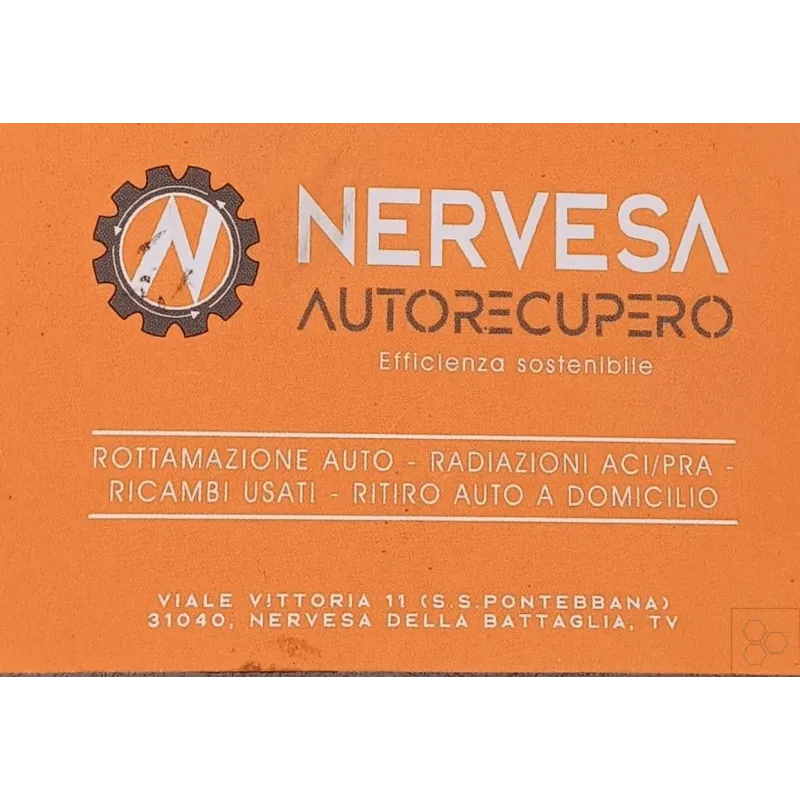 N
NERVESA
AUTORECUPERO
Efficienza sostenibile
ROTTAMAZIONE AUTO - RADIAZIONI ACI/PRA -
RICAMBI USATI - RITIRO AUTO A DOMICILIO
VIALE VITTORIA 11 (S.S.PONTEBBANA)
31040, NERVESA DELLA BATTAGLIA, TV